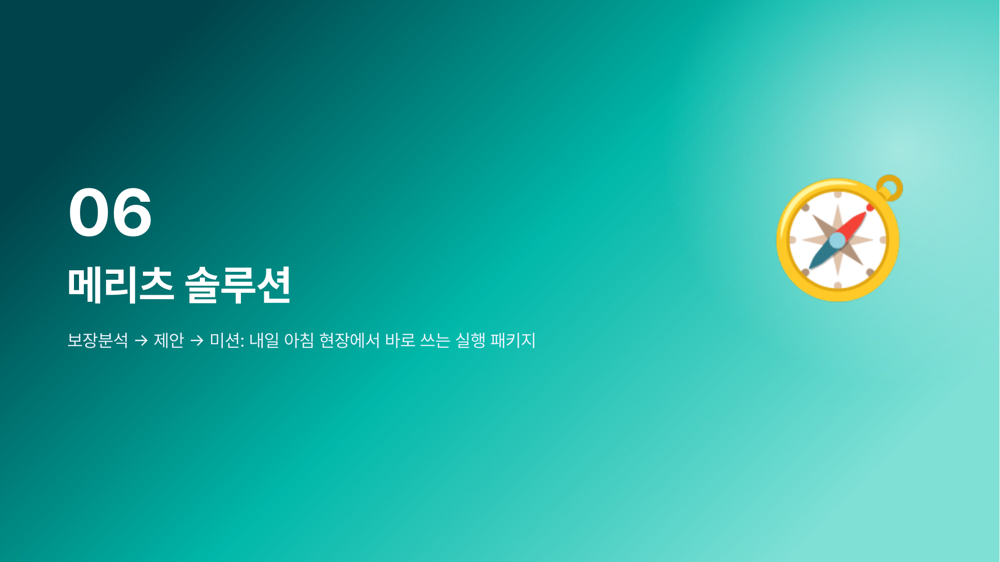 06
메리츠 솔루션
보장분석 → 제안 → 미션: 내일 아침 현장에서 바로 쓰는 실행 패키지